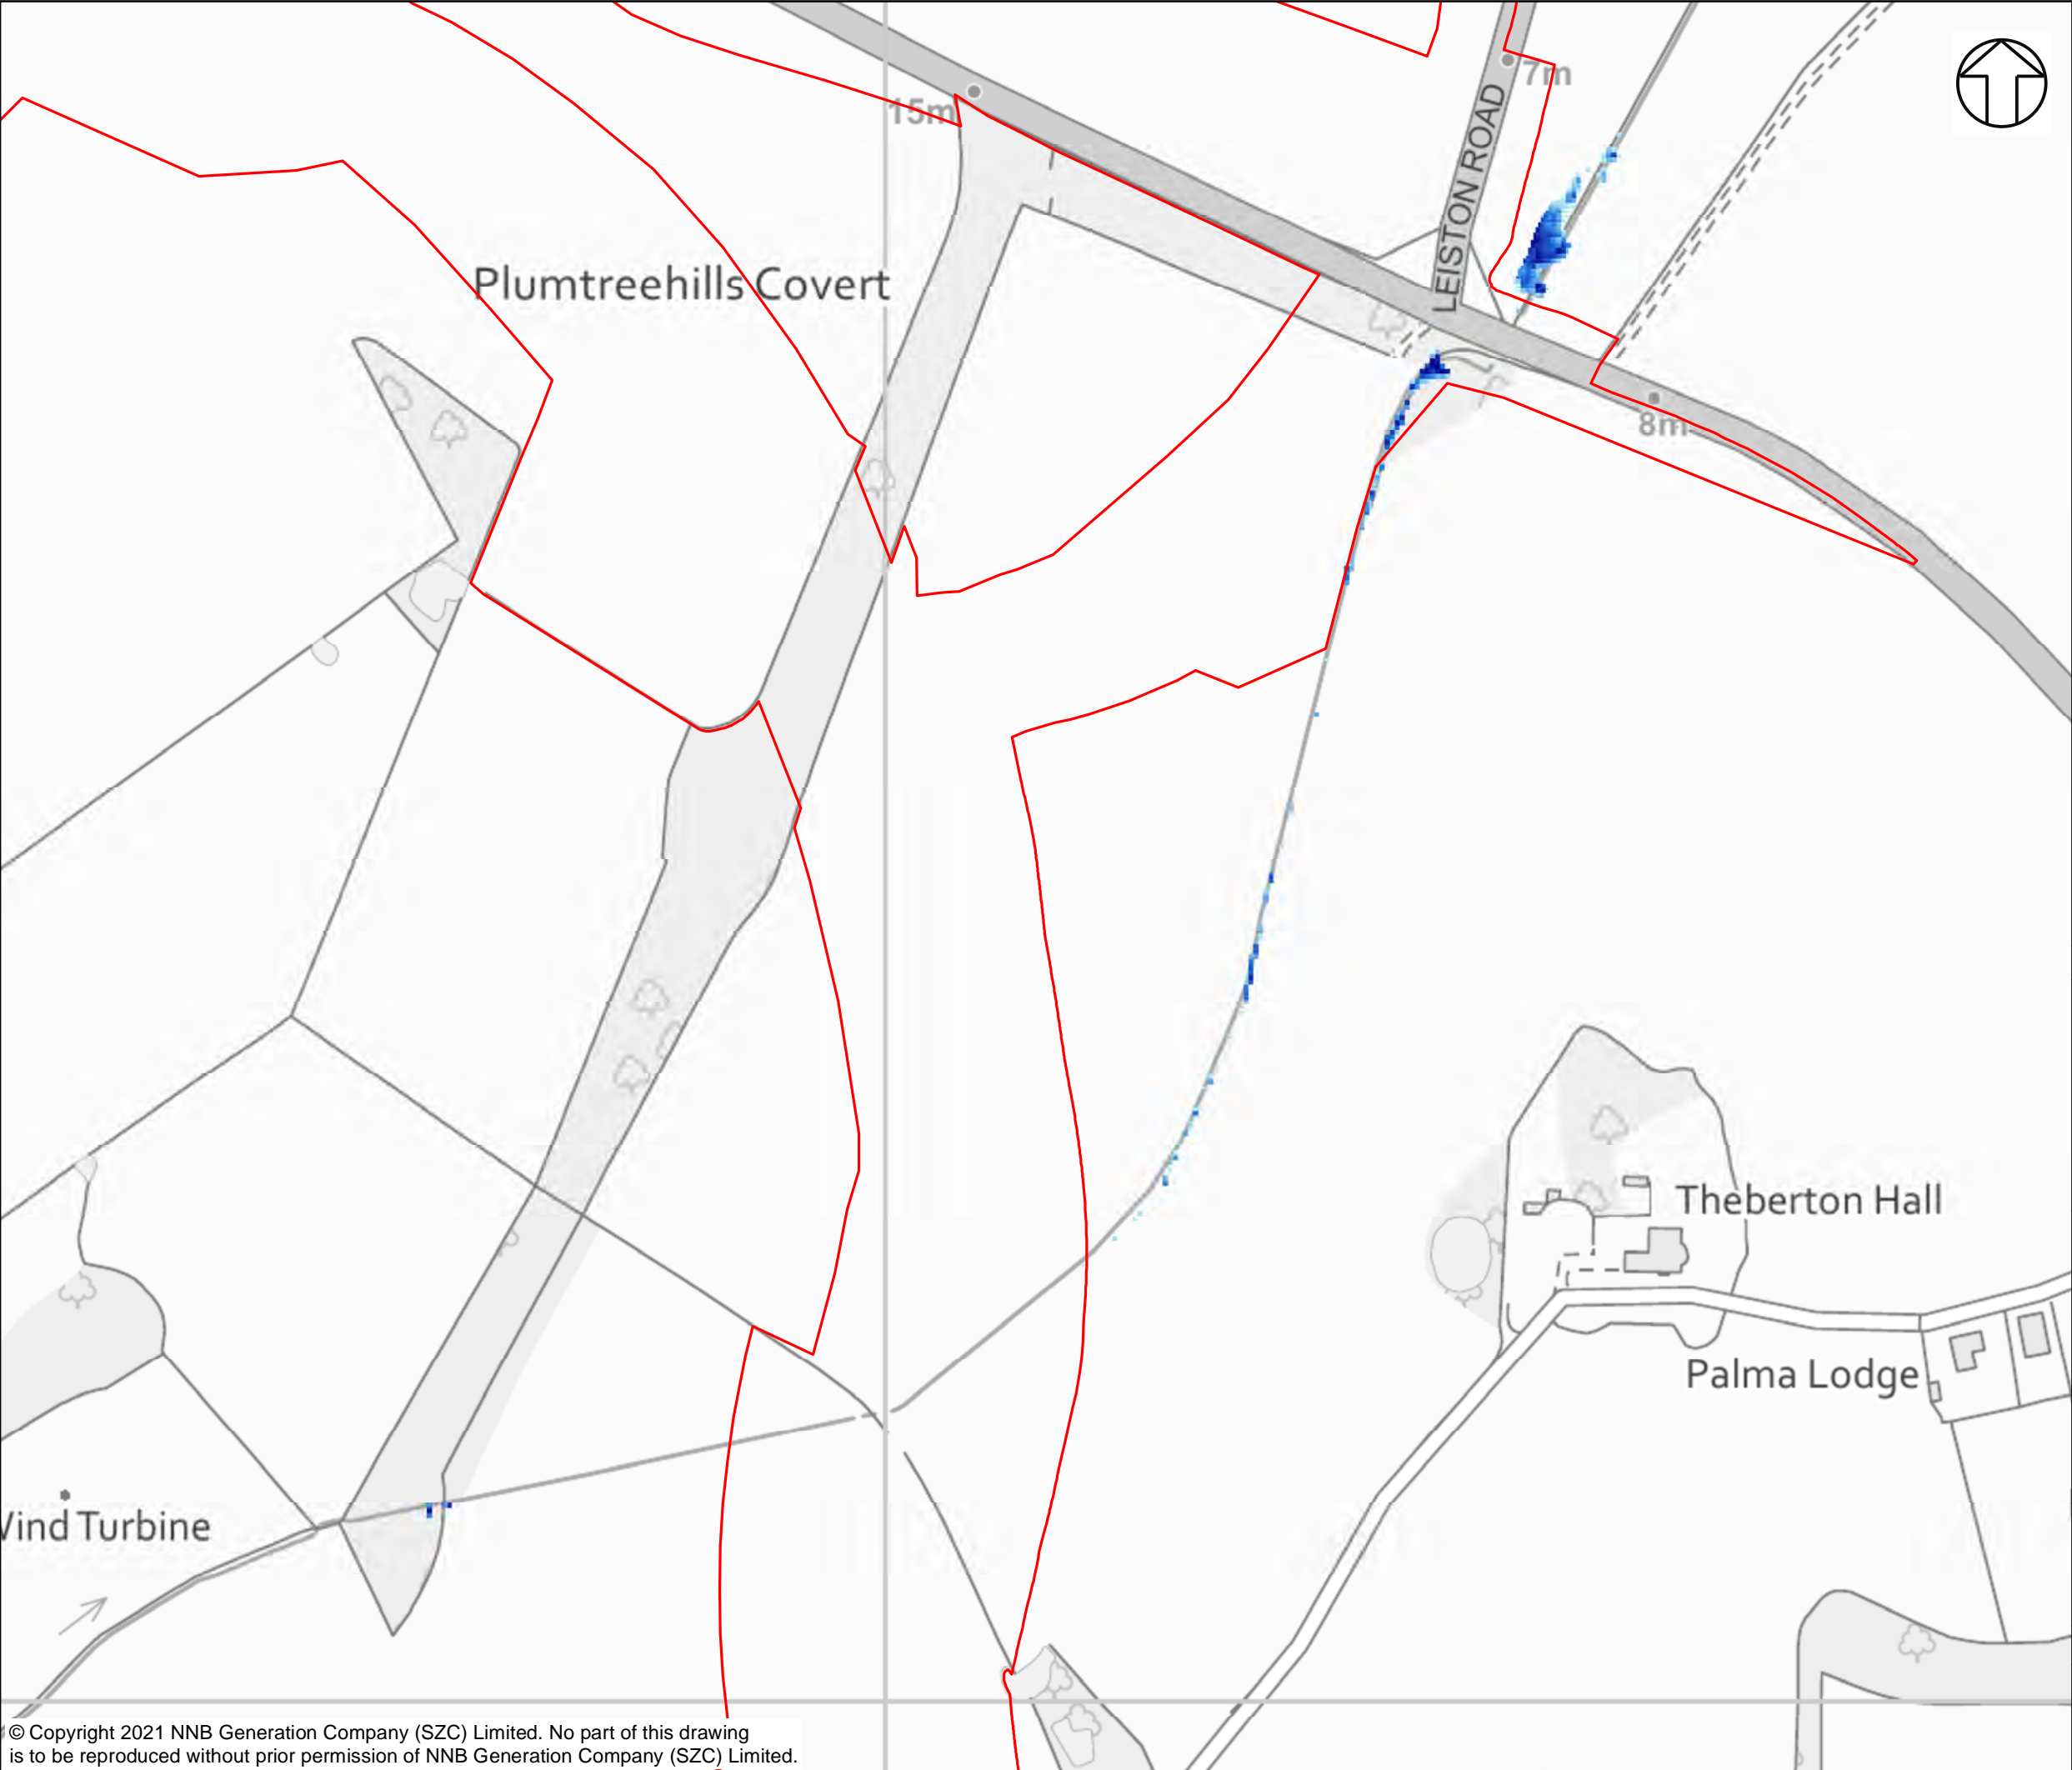 7m
15m
LEISTON ROAD
Plumtreehills Covert
8m
Theberton Hall
Palma Lodge
Wind Turbine
© Copyright 2021 NNB Generation Company (SZC) Limited. No part of this drawing
is to be reproduced without prior permission of NNB Generation Company (SZC) Limited.